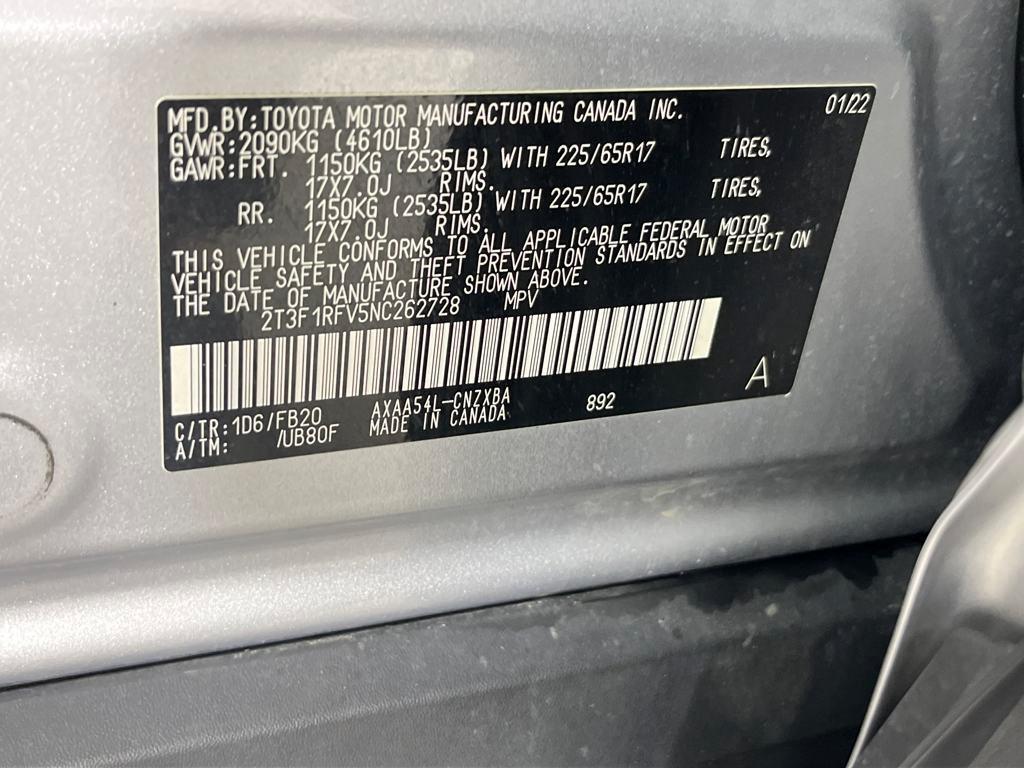 MFD.BY:TOYOTA MOTOR MANUFACTURING CANADA INC. 01/22
GVWR:2090KG (4610LB)
GAWR:FRT. 1150KG (2535LB) WITH 225/65R17 TIRES,
17X7.0J RIMS.
RR. 1150KG (2535LB) WITH 225/65R17 TIRES,
17X7.0J RIMS.
THIS VEHICLE CONFORMS TO ALL APPLICABLE FEDERAL MOTOR
VEHICLE SAFETY AND THEFT PREVENTION STANDARDS IN EFFECT ON
THE DATE OF MANUFACTURE SHOWN ABOVE.
2T3F1RFV5NC262728 MPV
C/TR:1D6/FB20 AXAA54L-CNZXBA 892 A
A/TM: /UB80F MADE IN CANADA